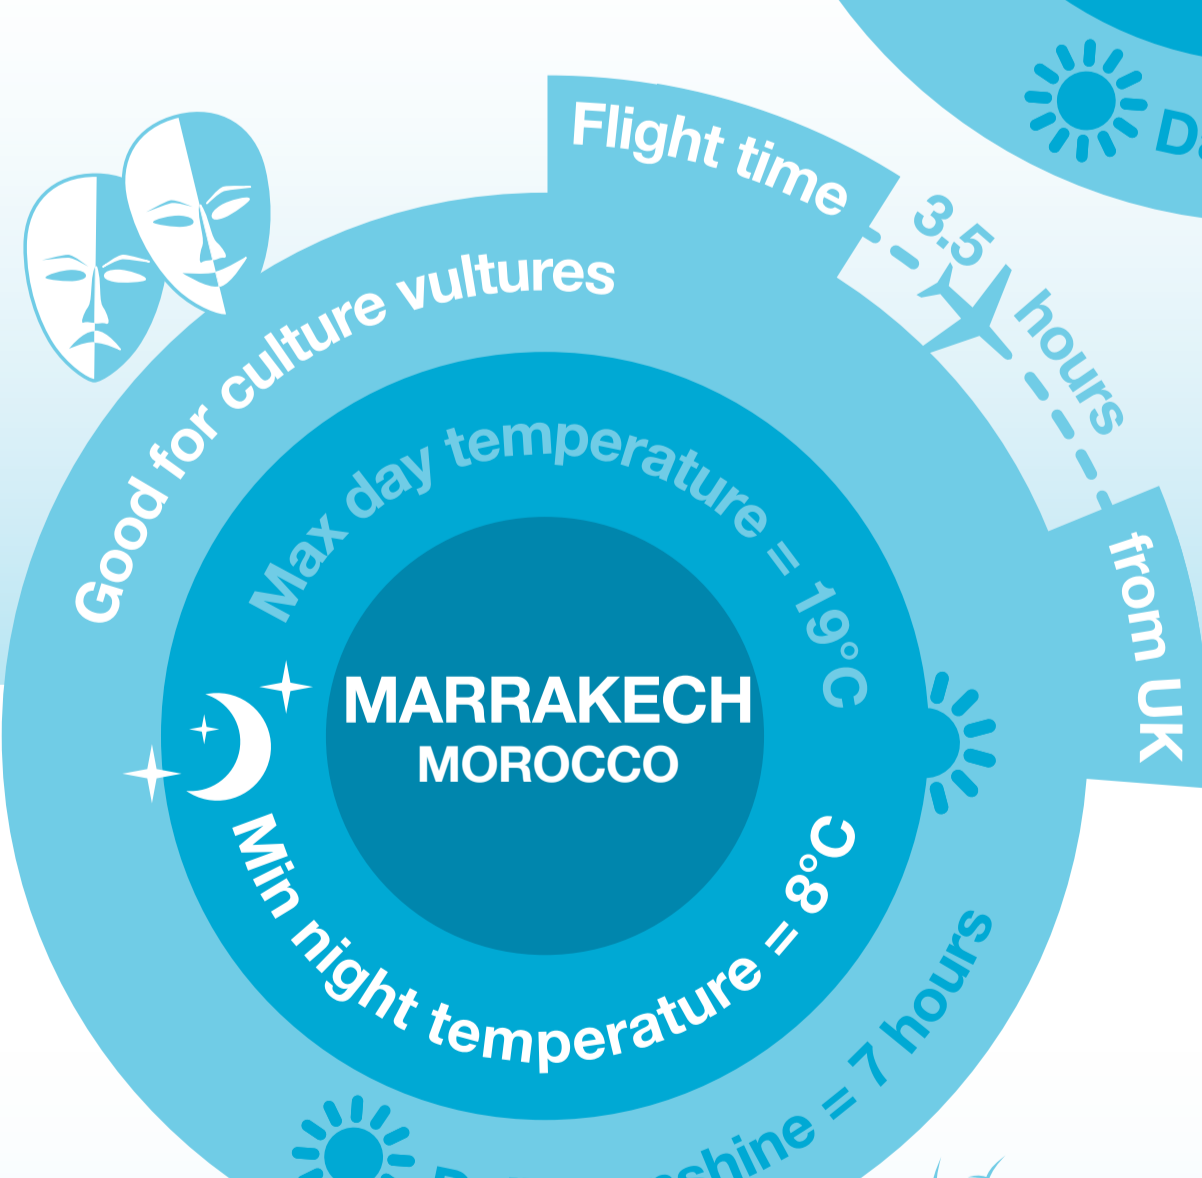 Flight time
3.5 hours
from UK
Good for culture vultures
Max day temperature = 19°C
MARRAKECH
MOROCCO
Min night temperature = 8°C
= 7 hours